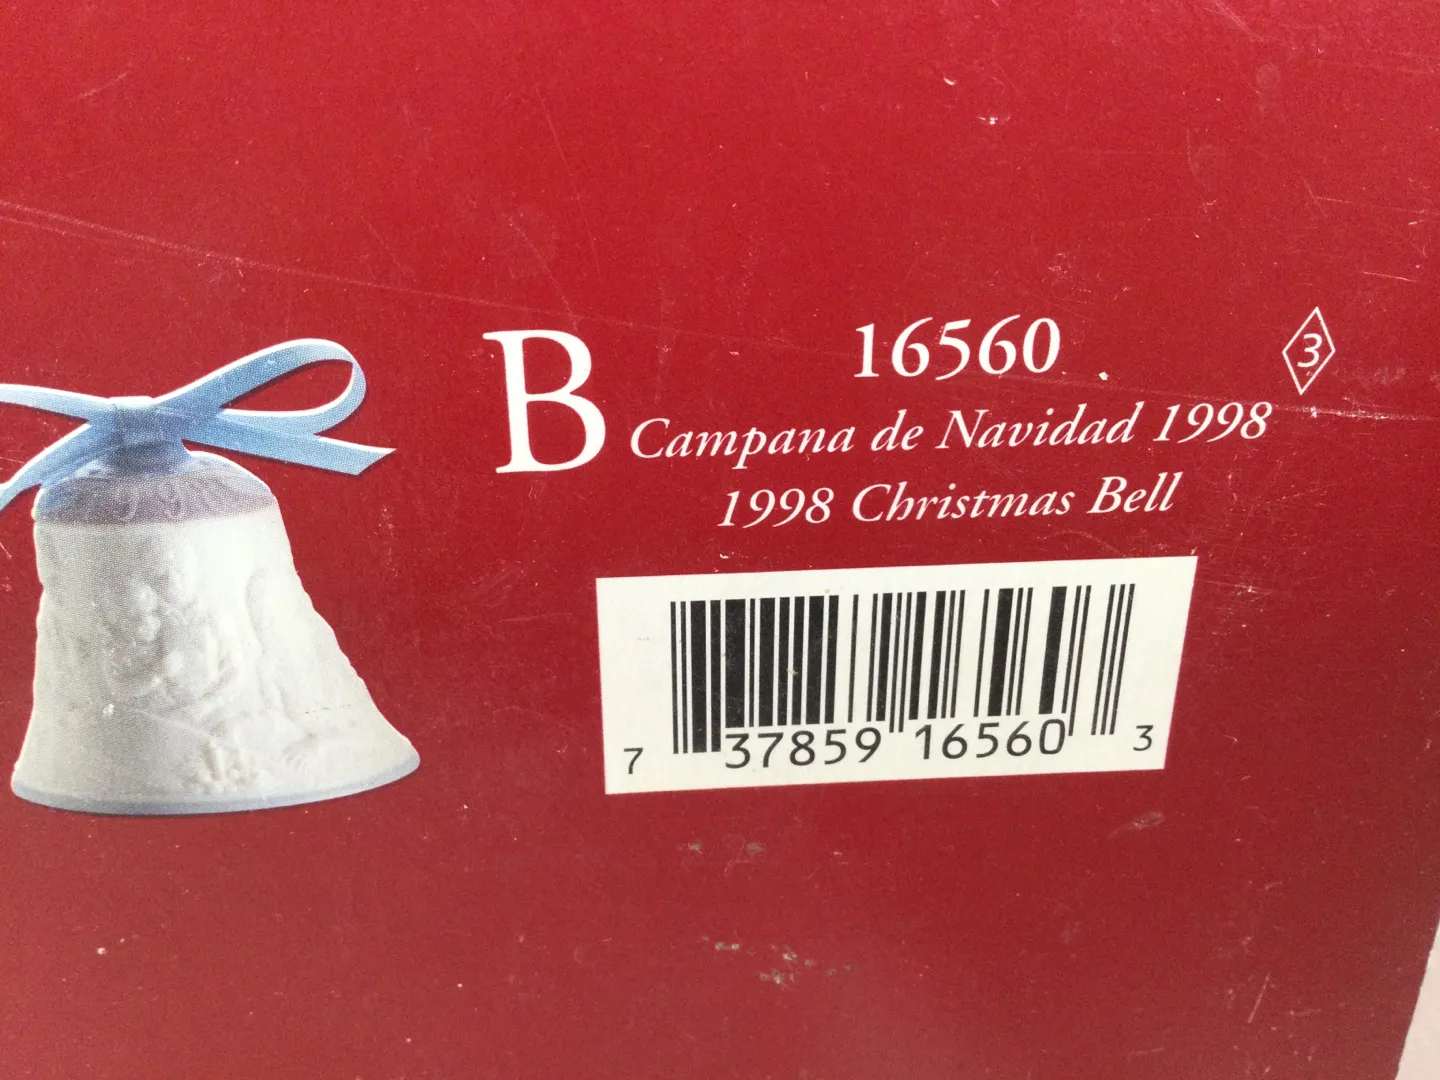 16560
3
B
Campana de Navidad 1998
1998 Christmas Bell
7 37859 16560 3